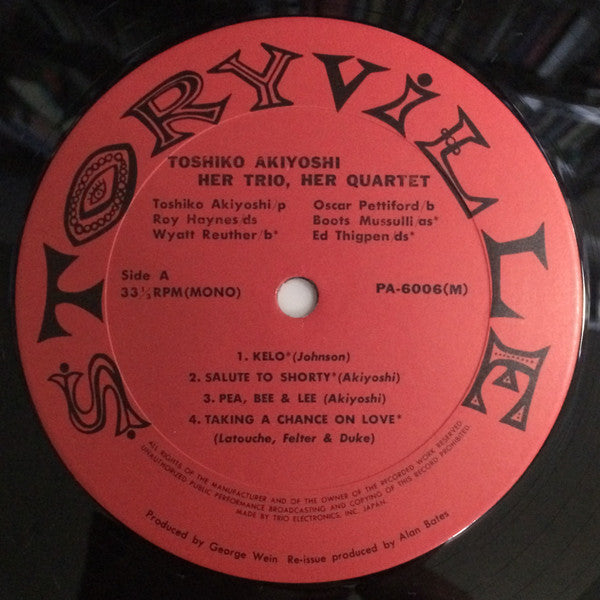 STORYVILLE
TOSHIKO AKIYOSHI
HER TRIO, HER QUARTET
Toshiko Akiyoshi/p Oscar Pettiford/b
Roy Haynes/ds Boots Mussulli/as*
Wyatt Reuther/b* Ed Thigpen/ds*
Side A
33⅓RPM(MONO) PA-6006(M)
1. KELO*(Johnson)
2. SALUTE TO SHORTY*(Akiyoshi)
3. PEA, BEE & LEE (Akiyoshi)
4. TAKING A CHANCE ON LOVE*
(Latouche, Felter & Duke)
ALL RIGHTS OF THE MANUFACTURER AND OF THE OWNER OF THE RECORDED WORK RESERVED.
UNAUTHORIZED PUBLIC PERFORMANCE BROADCASTING AND COPYING OF THIS RECORD PROHIBITED.
MADE BY TRIO ELECTRONICS, INC. JAPAN.
Produced by George Wein Re-issue produced by Alan Bates